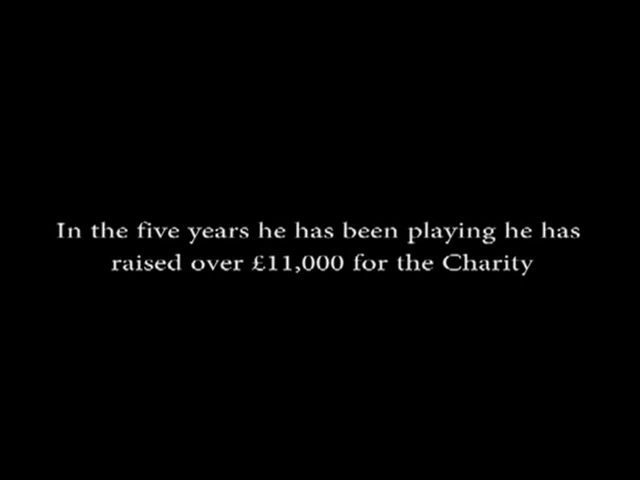 In the five years he has been playing he has
raised over £11,000 for the Charity